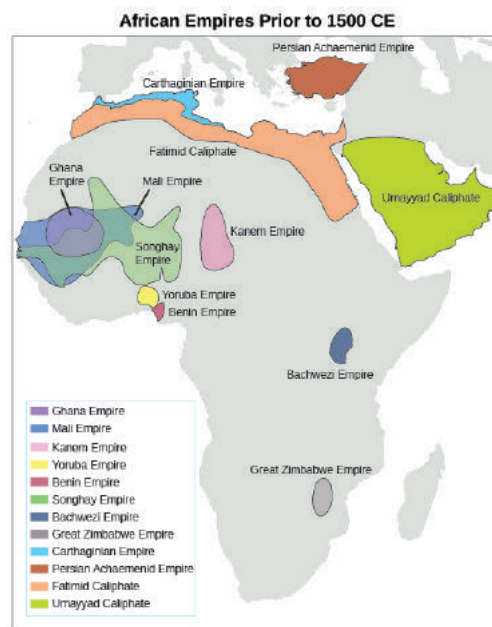 African Empires Prior to 1500 CE
Persian Achaemenid Empire
Carthaginian Empire
Fatimid Caliphate
Ghana
Empire
Mali Empire
Umayyad Caliphate
Kanem Empire
Songhay
Empire
Yoruba Empire
Benin Empire
Bachwezi Empire
Great Zimbabwe Empire
Ghana Empire
Mali Empire
Kanem Empire
Yoruba Empire
Benin Empire
Songhay Empire
Bachwezi Empire
Great Zimbabwe Empire
Carthaginian Empire
Persian Achaemenid Empire
Fatimid Caliphate
Umayyad Caliphate